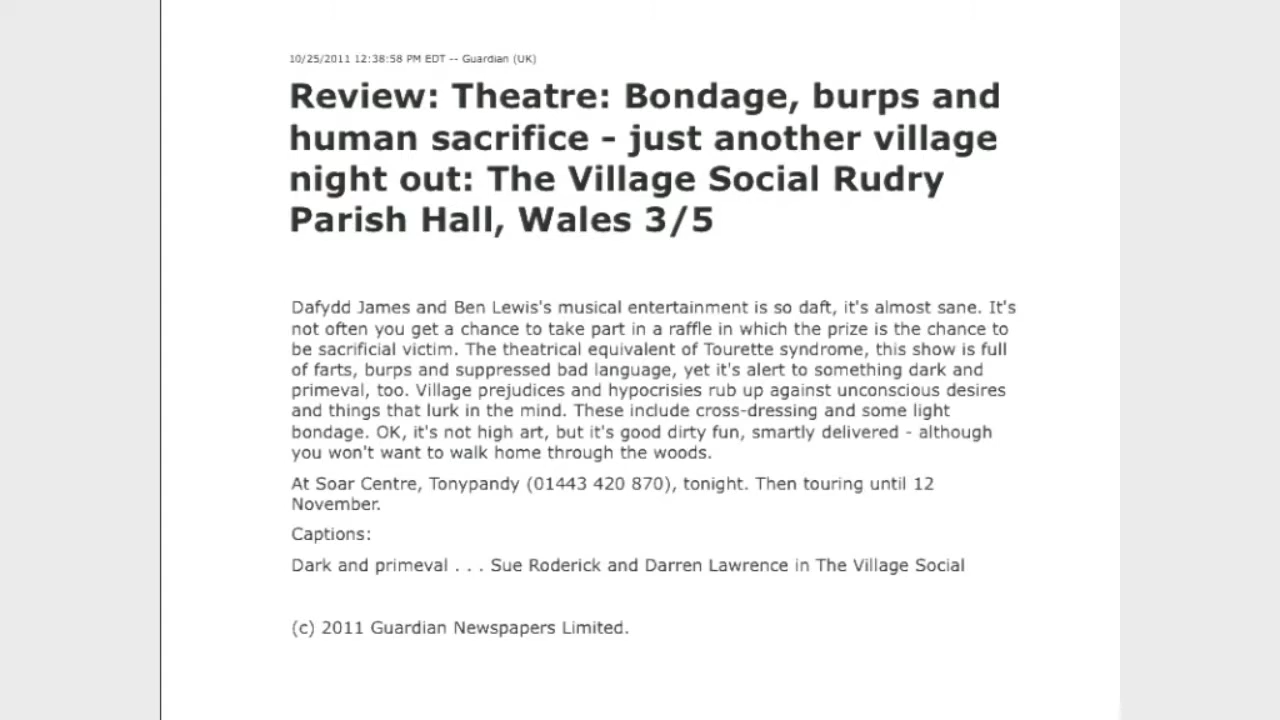 10/25/2011 12:38:58 PM EDT -- Guardian (UK)
Review: Theatre: Bondage, burps and
human sacrifice - just another village
night out: The Village Social Rudry
Parish Hall, Wales 3/5
Dafydd James and Ben Lewis's musical entertainment is so daft, it's almost sane. It's
not often you get a chance to take part in a raffle in which the prize is the chance to
be sacrificial victim. The theatrical equivalent of Tourette syndrome, this show is full
of farts, burps and suppressed bad language, yet it's alert to something dark and
primeval, too. Village prejudices and hypocrisies rub up against unconscious desires
and things that lurk in the mind. These include cross-dressing and some light
bondage. OK, it's not high art, but it's good dirty fun, smartly delivered - although
you won't want to walk home through the woods.
At Soar Centre, Tonypandy (01443 420 870), tonight. Then touring until 12
November.
Captions:
Dark and primeval . . . Sue Roderick and Darren Lawrence in The Village Social
(c) 2011 Guardian Newspapers Limited.